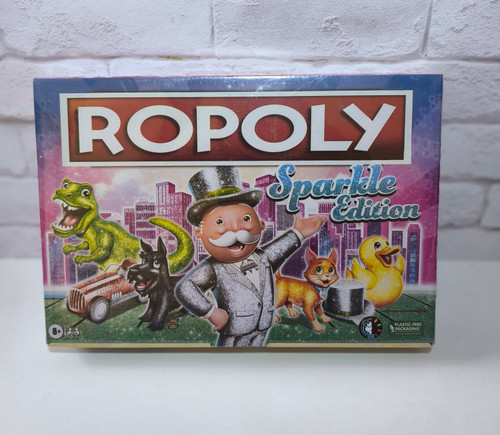 ROPOLY
Sparkle
Edition
8+
PLASTIC-FREE
PACKAGING